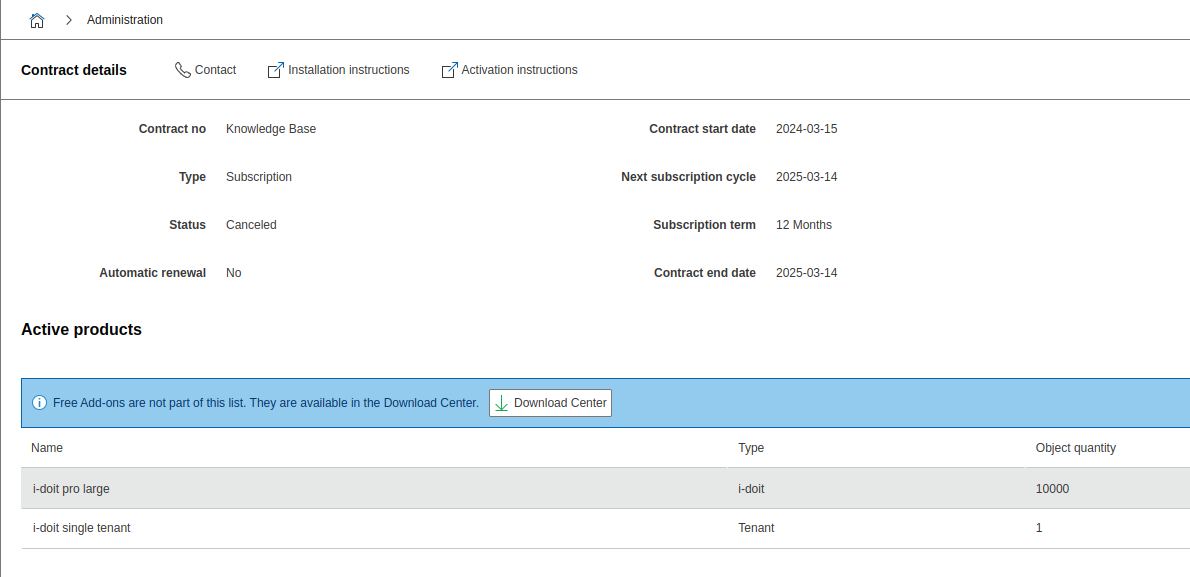 Administration
Contract details Contact Installation instructions Activation instructions
Contract no Knowledge Base Contract start date 2024-03-15
Type Subscription Next subscription cycle 2025-03-14
Status Canceled Subscription term 12 Months
Automatic renewal No Contract end date 2025-03-14
Active products
Free Add-ons are not part of this list. They are available in the Download Center. Download Center
Name Type Object quantity
i-doit pro large i-doit 10000
i-doit single tenant Tenant 1